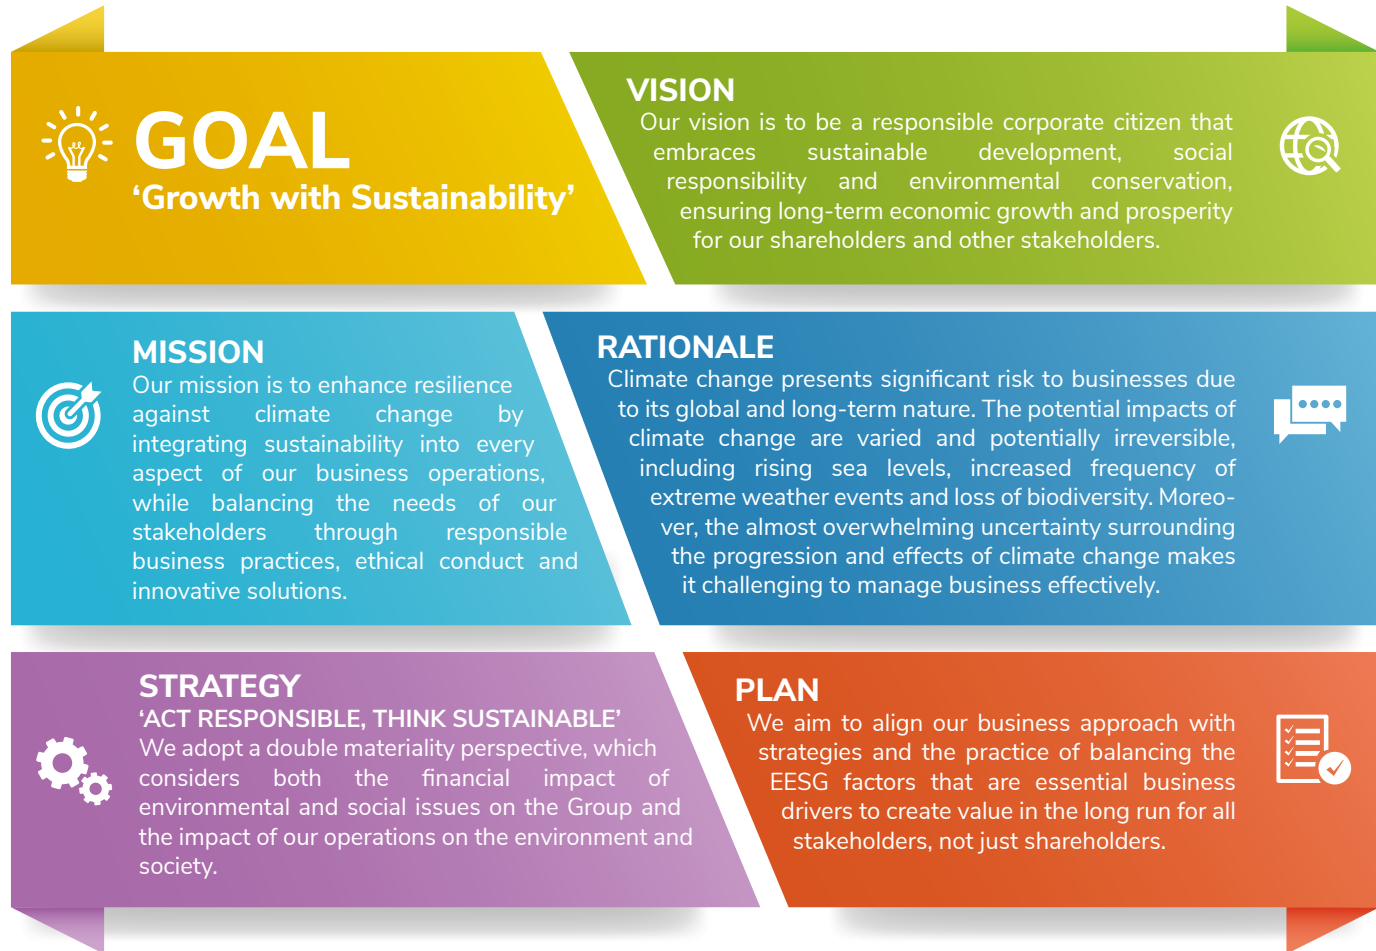 GOAL
‘Growth with Sustainability’
VISION
Our vision is to be a responsible corporate citizen that
embraces sustainable development, social
responsibility and environmental conservation,
ensuring long-term economic growth and prosperity
for our shareholders and other stakeholders.
MISSION
Our mission is to enhance resilience
against climate change by
integrating sustainability into every
aspect of our business operations,
while balancing the needs of our
stakeholders through responsible
business practices, ethical conduct and
innovative solutions.
RATIONALE
Climate change presents significant risk to businesses due
to its global and long-term nature. The potential impacts of
climate change are varied and potentially irreversible,
including rising sea levels, increased frequency of
extreme weather events and loss of biodiversity. Moreo-
ver, the almost overwhelming uncertainty surrounding
the progression and effects of climate change makes
it challenging to manage business effectively.
STRATEGY
‘ACT RESPONSIBLE, THINK SUSTAINABLE’
We adopt a double materiality perspective, which
considers both the financial impact of
environmental and social issues on the Group and
the impact of our operations on the environment and
society.
PLAN
We aim to align our business approach with
strategies and the practice of balancing the
EESG factors that are essential business
drivers to create value in the long run for all
stakeholders, not just shareholders.